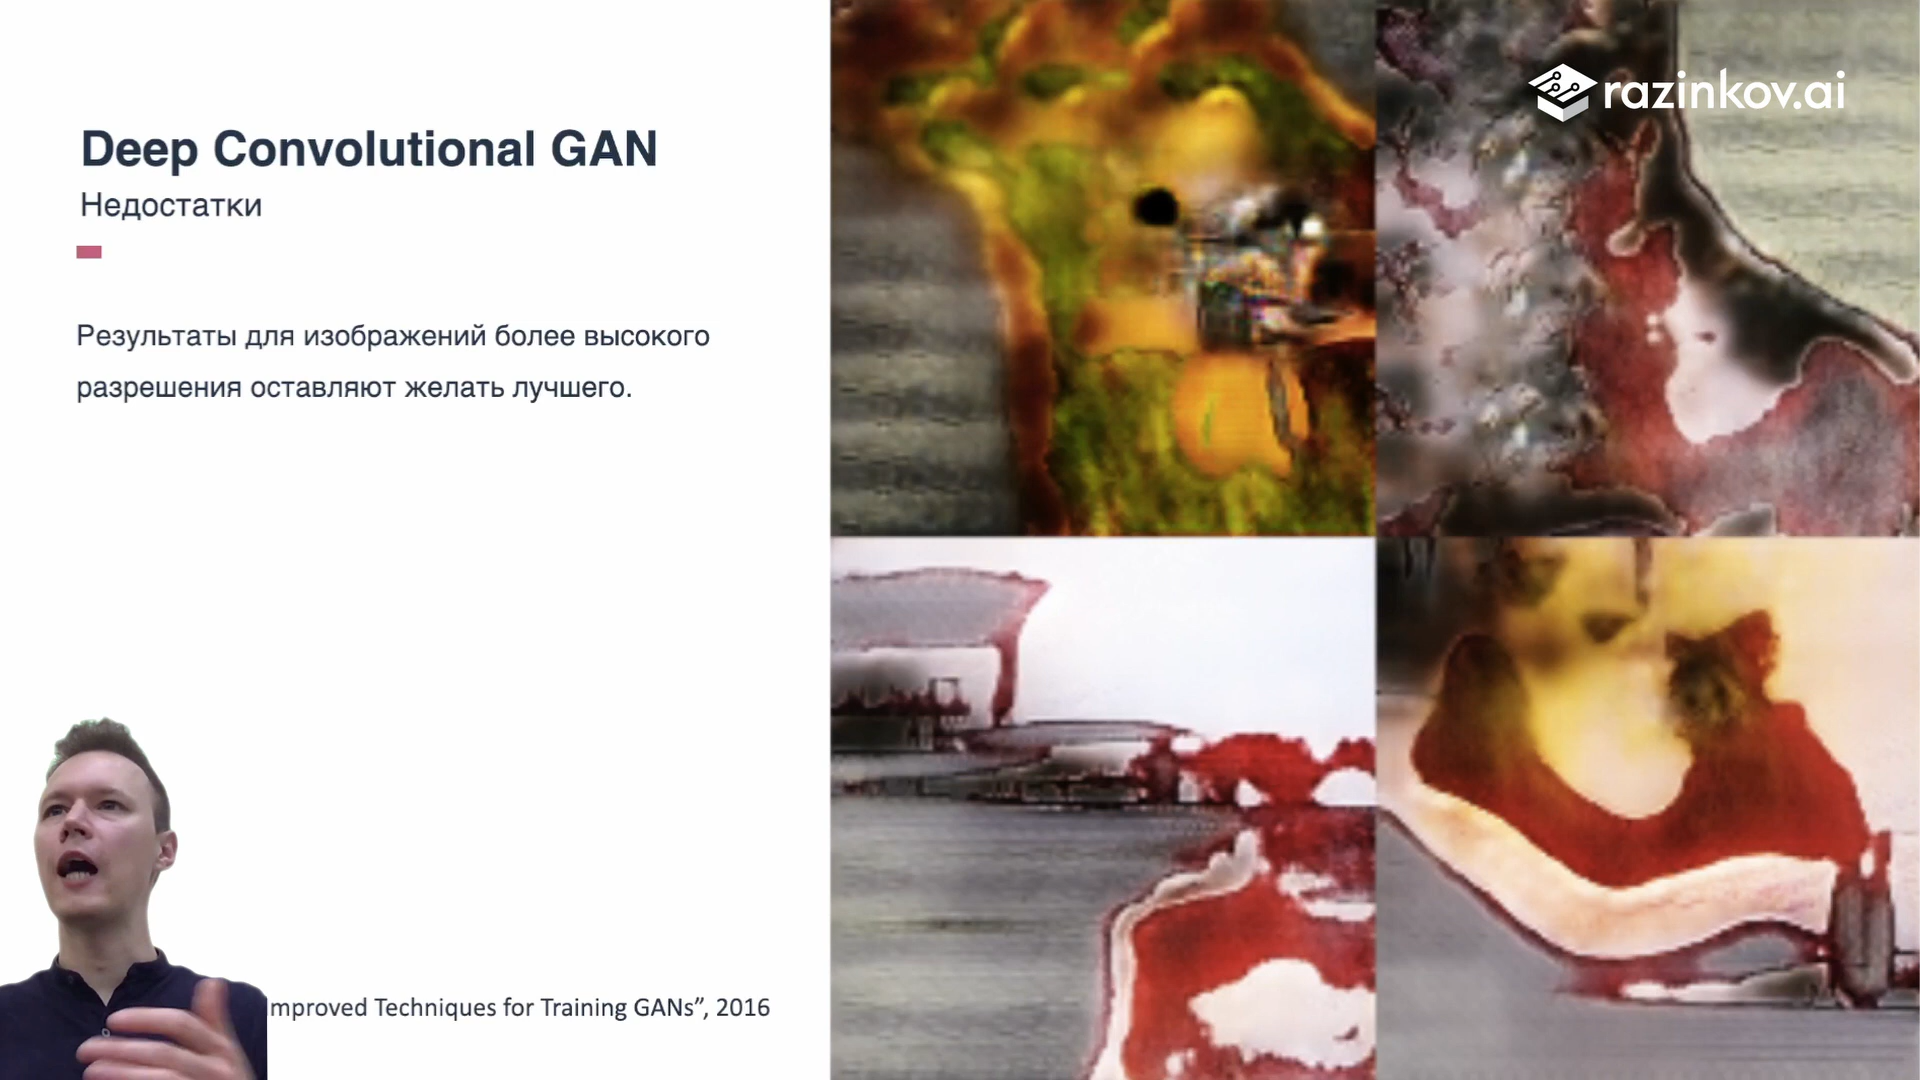 razinkov.ai
Deep Convolutional GAN
Недостатки
Результаты для изображений более высокого
разрешения оставляют желать лучшего.
mproved Techniques for Training GANs”, 2016